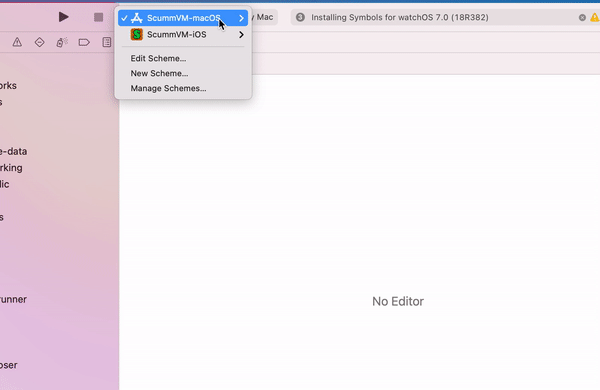 ScummVM-macOS
Mac
3 Installing Symbols for watchOS 7.0 (18R382)
ScummVM-iOS
Edit Scheme...
New Scheme...
Manage Schemes...
orks
s
e-data
rking
lic
s
No Editor
runner
oser